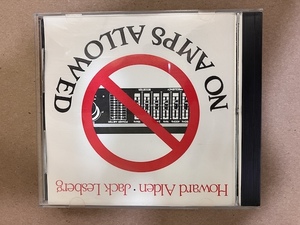 NO AMPS ALLOWED
Howard Alden · Jack Lesberg